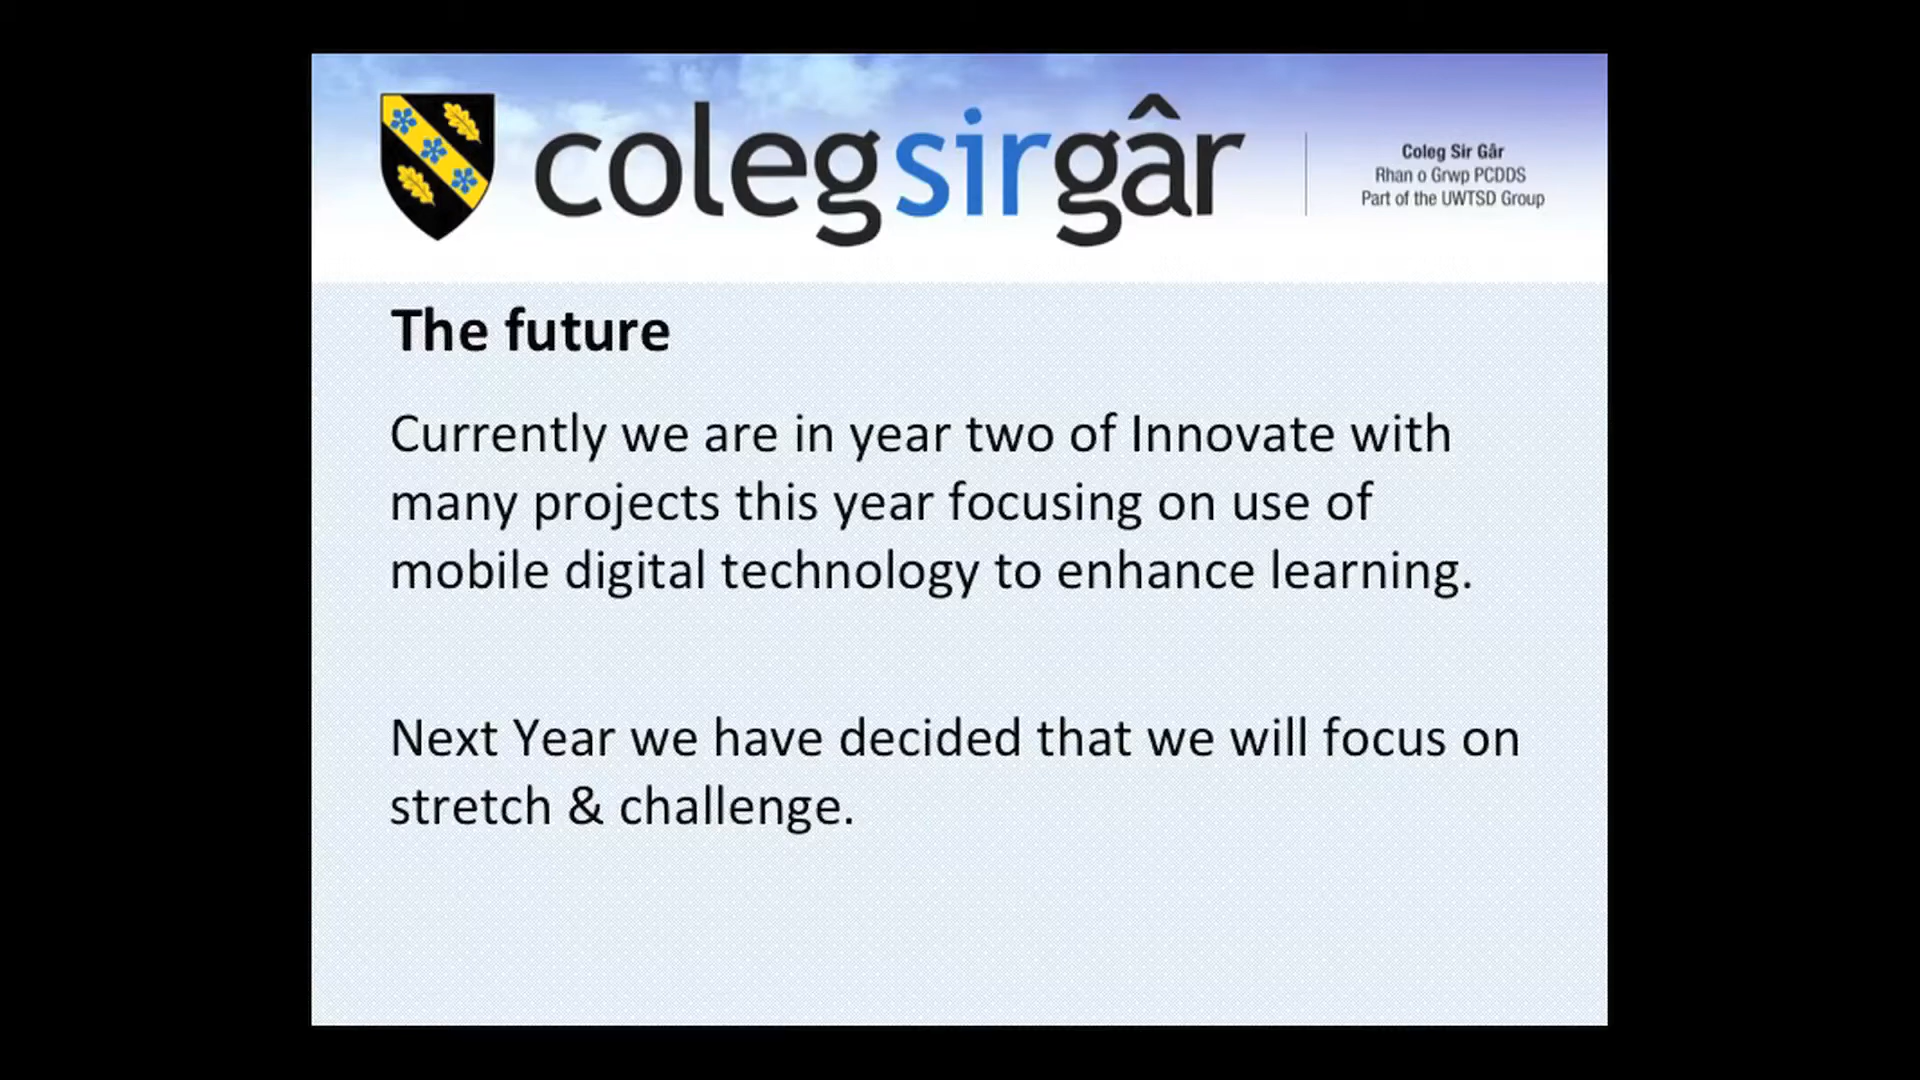 colegsirgâr
Coleg Sir Gâr
Rhan o Grwp PCDDS
Part of the UWTSD Group
The future
Currently we are in year two of Innovate with
many projects this year focusing on use of
mobile digital technology to enhance learning.
Next Year we have decided that we will focus on
stretch & challenge.